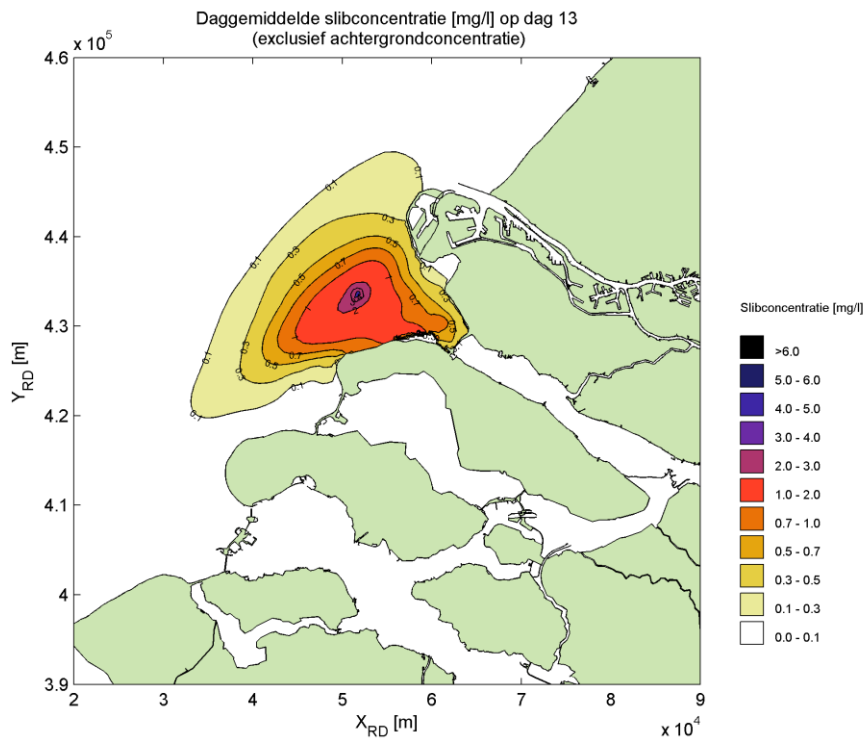 Daggemiddelde slibconcentratie [mg/l] op dag 13
(exclusief achtergrondconcentratie)
x 10^5
4.6
4.5
4.4
4.3
4.2
4.1
4
3.9
Y_RD [m]
2 3 4 5 6 7 8 9
X_RD [m]
x 10^4
Slibconcentratie [mg/l]
>6.0
5.0 - 6.0
4.0 - 5.0
3.0 - 4.0
2.0 - 3.0
1.0 - 2.0
0.7 - 1.0
0.5 - 0.7
0.3 - 0.5
0.1 - 0.3
0.0 - 0.1